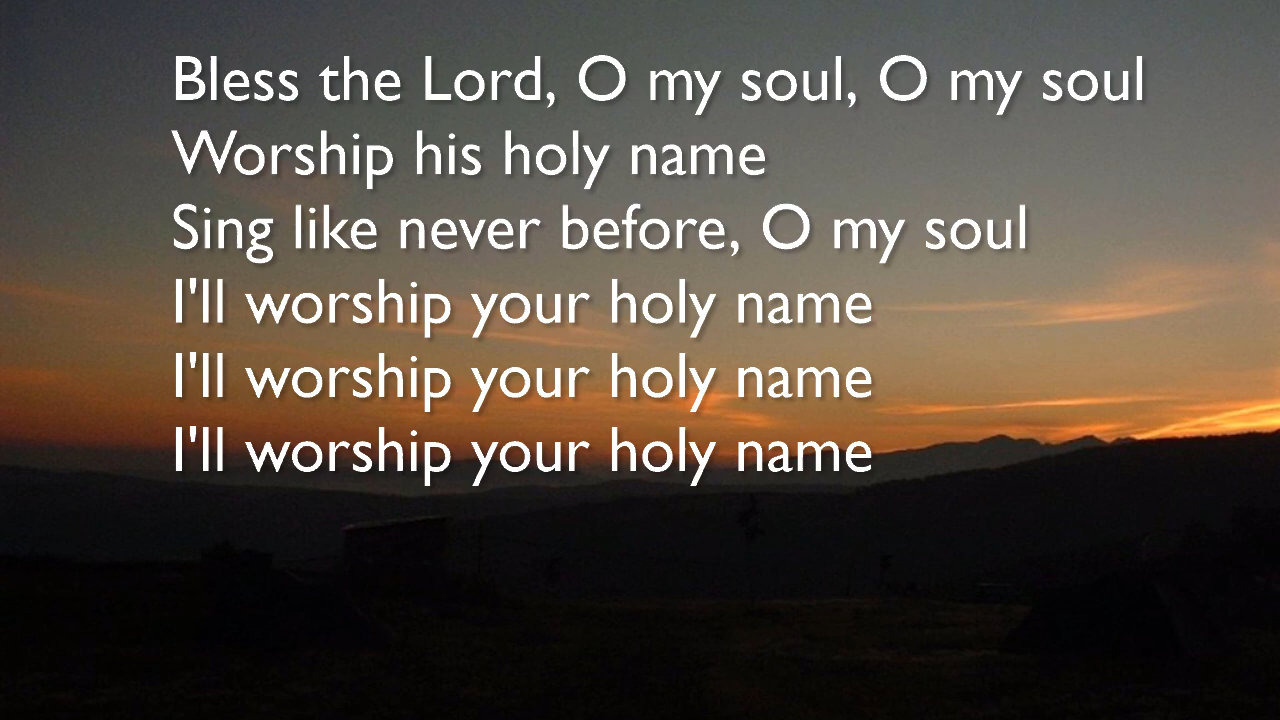 Bless the Lord, O my soul, O my soul
Worship his holy name
Sing like never before, O my soul
I'll worship your holy name
I'll worship your holy name
I'll worship your holy name